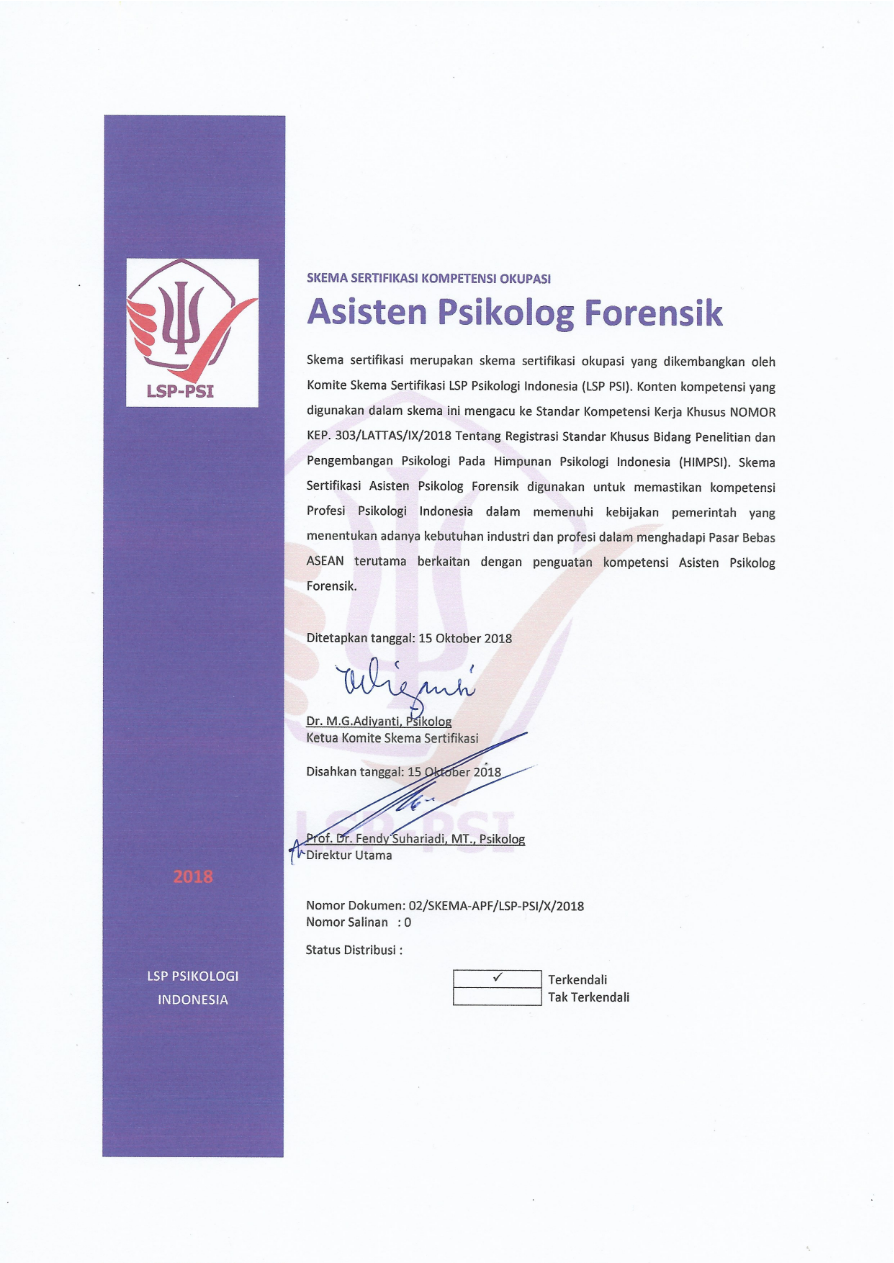 LSP-PSI
SKEMA SERTIFIKASI KOMPETENSI OKUPASI
Asisten Psikolog Forensik
Skema sertifikasi merupakan skema sertifikasi okupasi yang dikembangkan oleh
Komite Skema Sertifikasi LSP Psikologi Indonesia (LSP PSI). Konten kompetensi yang
digunakan dalam skema ini mengacu ke Standar Kompetensi Kerja Khusus NOMOR
KEP. 303/LATTAS/IX/2018 Tentang Registrasi Standar Khusus Bidang Penelitian dan
Pengembangan Psikologi Pada Himpunan Psikologi Indonesia (HIMPSI). Skema
Sertifikasi Asisten Psikolog Forensik digunakan untuk memastikan kompetensi
Profesi Psikologi Indonesia dalam memenuhi kebijakan pemerintah yang
menentukan adanya kebutuhan industri dan profesi dalam menghadapi Pasar Bebas
ASEAN terutama berkaitan dengan penguatan kompetensi Asisten Psikolog
Forensik.
Ditetapkan tanggal: 15 Oktober 2018
Dr. M.G.Adiyanti, Psikolog
Ketua Komite Skema Sertifikasi
Disahkan tanggal: 15 Oktober 2018
LSP-PSI
Prof. Dr. Fendy Suhariadi, MT., Psikolog
Direktur Utama
2018
Nomor Dokumen: 02/SKEMA-APF/LSP-PSI/X/2018
Nomor Salinan : 0
Status Distribusi :
✓ Terkendali
Tak Terkendali
LSP PSIKOLOGI
INDONESIA